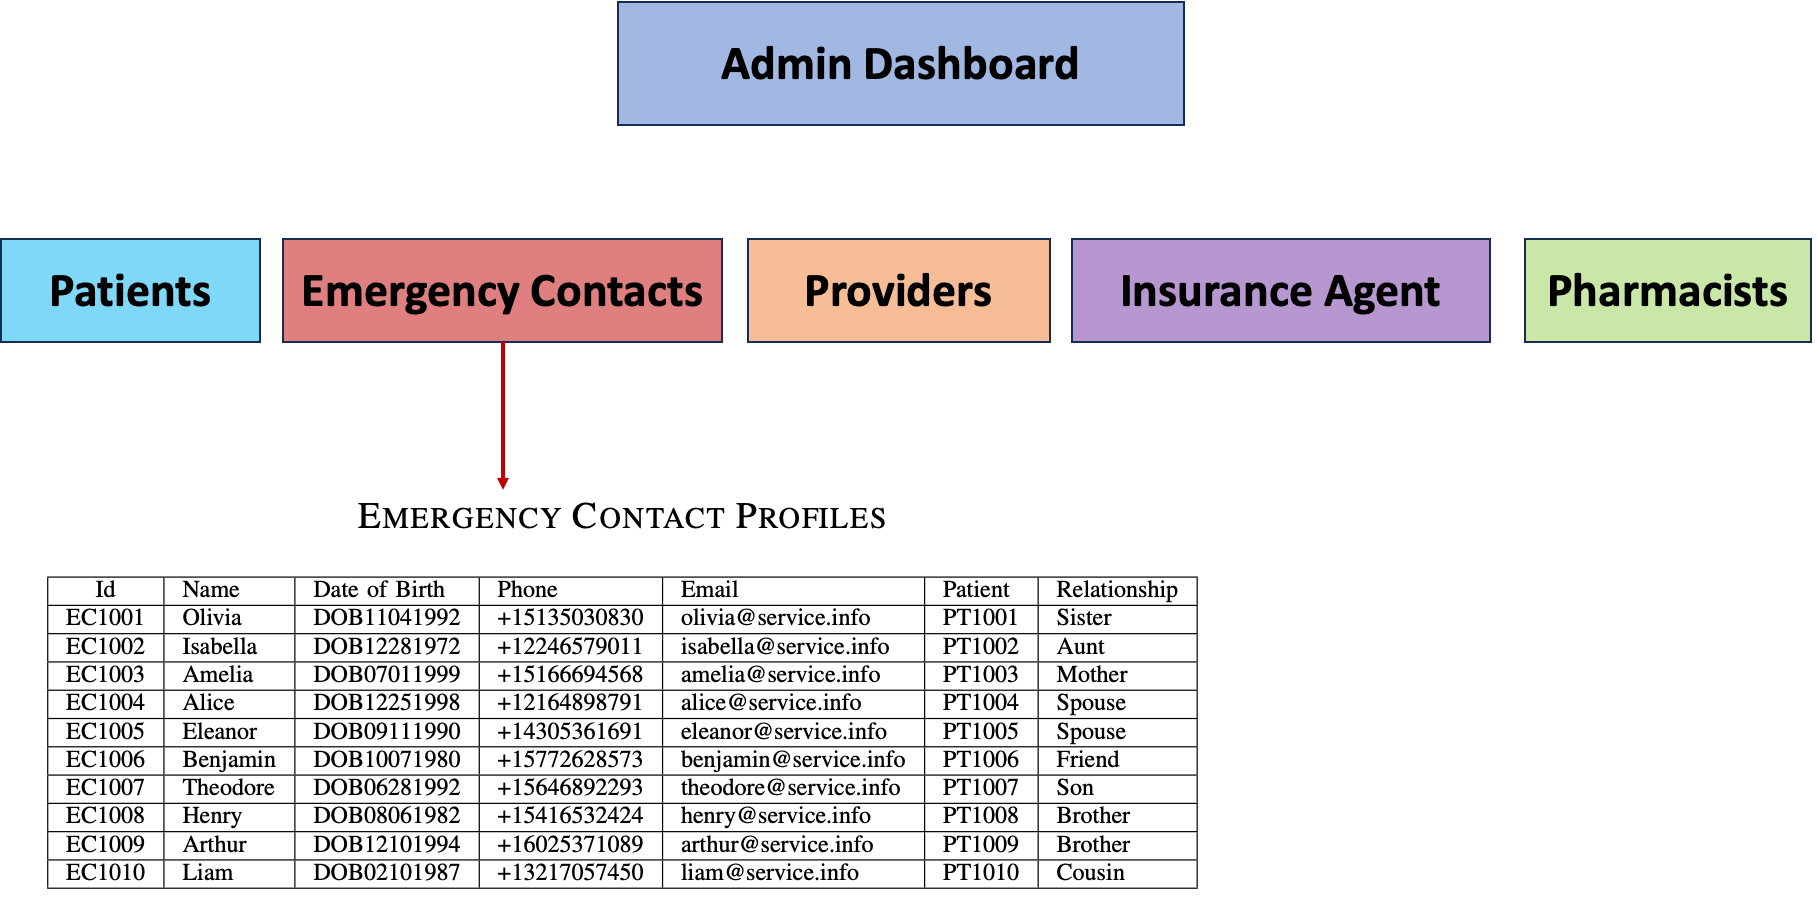 Admin Dashboard
Patients Emergency Contacts Providers Insurance Agent Pharmacists
EMERGENCY CONTACT PROFILES
Id Name Date of Birth Phone Email Patient Relationship
EC1001 Olivia DOB11041992 +15135030830 olivia@service.info PT1001 Sister
EC1002 Isabella DOB12281972 +12246579011 isabella@service.info PT1002 Aunt
EC1003 Amelia DOB07011999 +15166694568 amelia@service.info PT1003 Mother
EC1004 Alice DOB12251998 +12164898791 alice@service.info PT1004 Spouse
EC1005 Eleanor DOB09111990 +14305361691 eleanor@service.info PT1005 Spouse
EC1006 Benjamin DOB10071980 +15772628573 benjamin@service.info PT1006 Friend
EC1007 Theodore DOB06281992 +15646892293 theodore@service.info PT1007 Son
EC1008 Henry DOB08061982 +15416532424 henry@service.info PT1008 Brother
EC1009 Arthur DOB12101994 +16025371089 arthur@service.info PT1009 Brother
EC1010 Liam DOB02101987 +13217057450 liam@service.info PT1010 Cousin